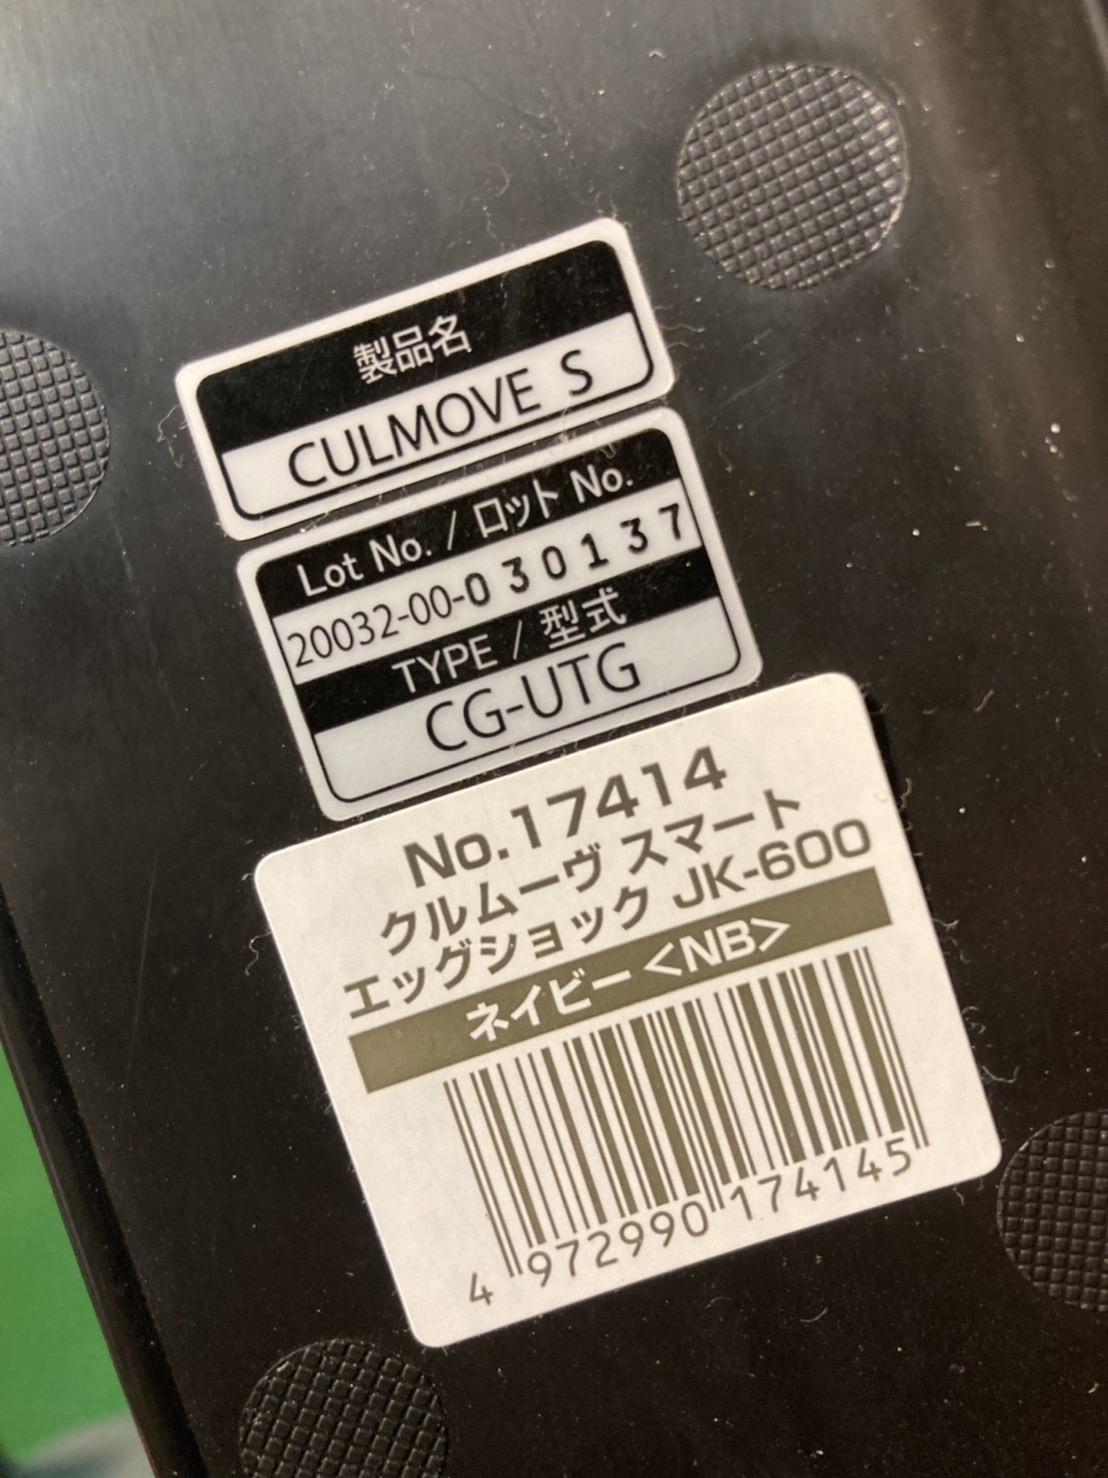 製品名
CULMOVE S
Lot No. / ロット No.
20032-00-030137
TYPE / 型式
CG-UTG
No.17414
クルムーヴ スマート
エッグショック JK-600
ネイビー <NB>
4 972990 174145